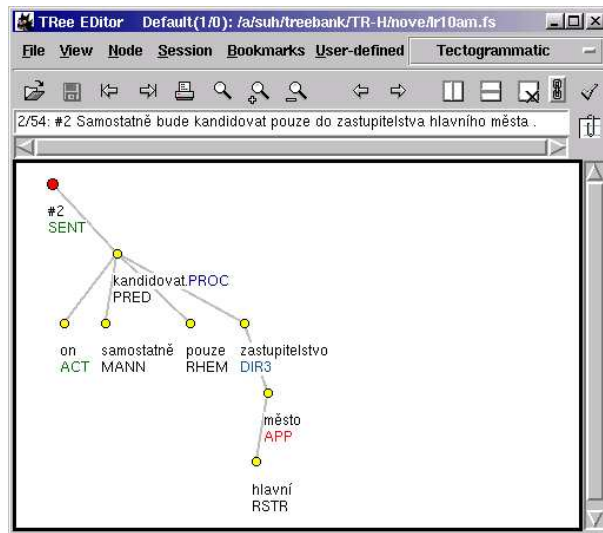 TRee EDitor Default(1/0): /a/suh/treebank/TR-H/nove/lr10am.fs
File View Node Session Bookmarks User-defined Tectogrammatic
2/54: #2 Samostatně bude kandidovat pouze do zastupitelstva hlavního města .
#2
SENT
kandidovat.PROC
PRED
on samostatně pouze zastupitelstvo
ACT MANN RHEM DIR3
město
APP
hlavní
RSTR